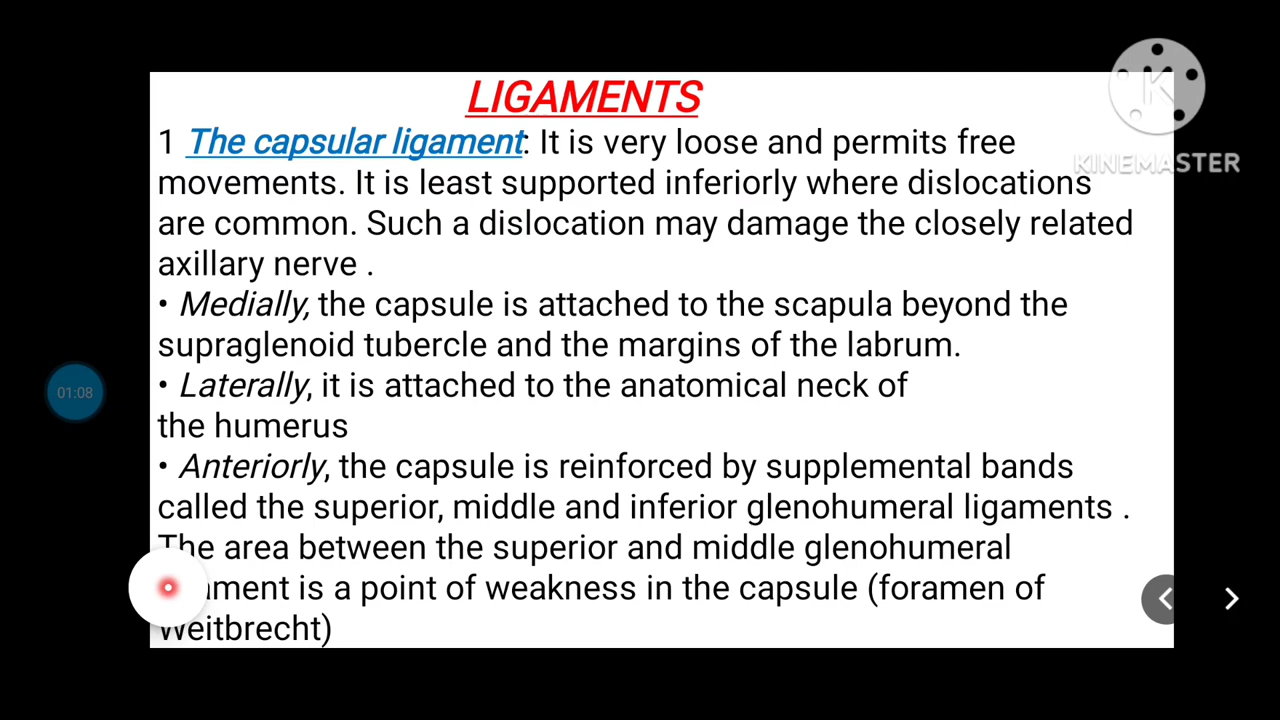 LIGAMENTS
1 The capsular ligament: It is very loose and permits free
movements. It is least supported inferiorly where dislocations
are common. Such a dislocation may damage the closely related
axillary nerve .
• Medially, the capsule is attached to the scapula beyond the
supraglenoid tubercle and the margins of the labrum.
• Laterally, it is attached to the anatomical neck of
the humerus
• Anteriorly, the capsule is reinforced by supplemental bands
called the superior, middle and inferior glenohumeral ligaments .
The area between the superior and middle glenohumeral
is a point of weakness in the capsule (foramen of
Weitbrecht)
K
KINEMASTER
01:08